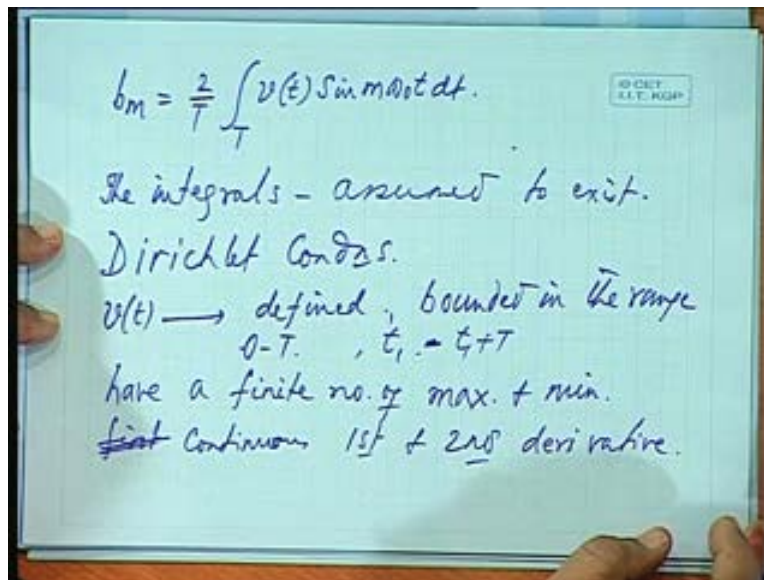 bm = 2/T ∫T v(t) Sin mω₀t dt.
© CET
I.I.T. KGP
The integrals - assumed to exit.
Dirichlet Condns.
v(t) → defined, bounded in the range
0-T. , t₁ - t₁+T
have a finite no. of max. + min.
first Continuous 1st + 2nd derivative.